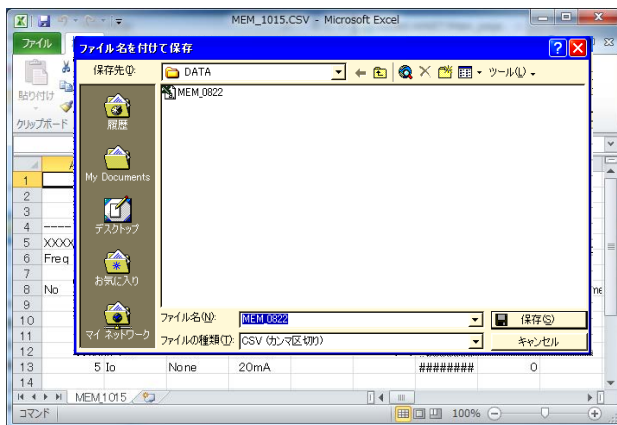 MEM_1015.CSV - Microsoft Excel
ファイル
ファイル名を付けて保存
保存先(I):
DATA
ツール(L)
貼り付け
クリップボード
MEM_0822
履歴
My Documents
デスクトップ
お気に入り
マイ ネットワーク
ファイル名(N):
MEM_0822
保存(S)
ファイルの種類(T):
CSV (カンマ区切り)
キャンセル
A
1
2
3
4 ----
5 XXXX
6 Freq
7
8 No
9
10
11
12
13 5 Io None 20mA ######## 0
14
MEM_1015
コマンド
100%